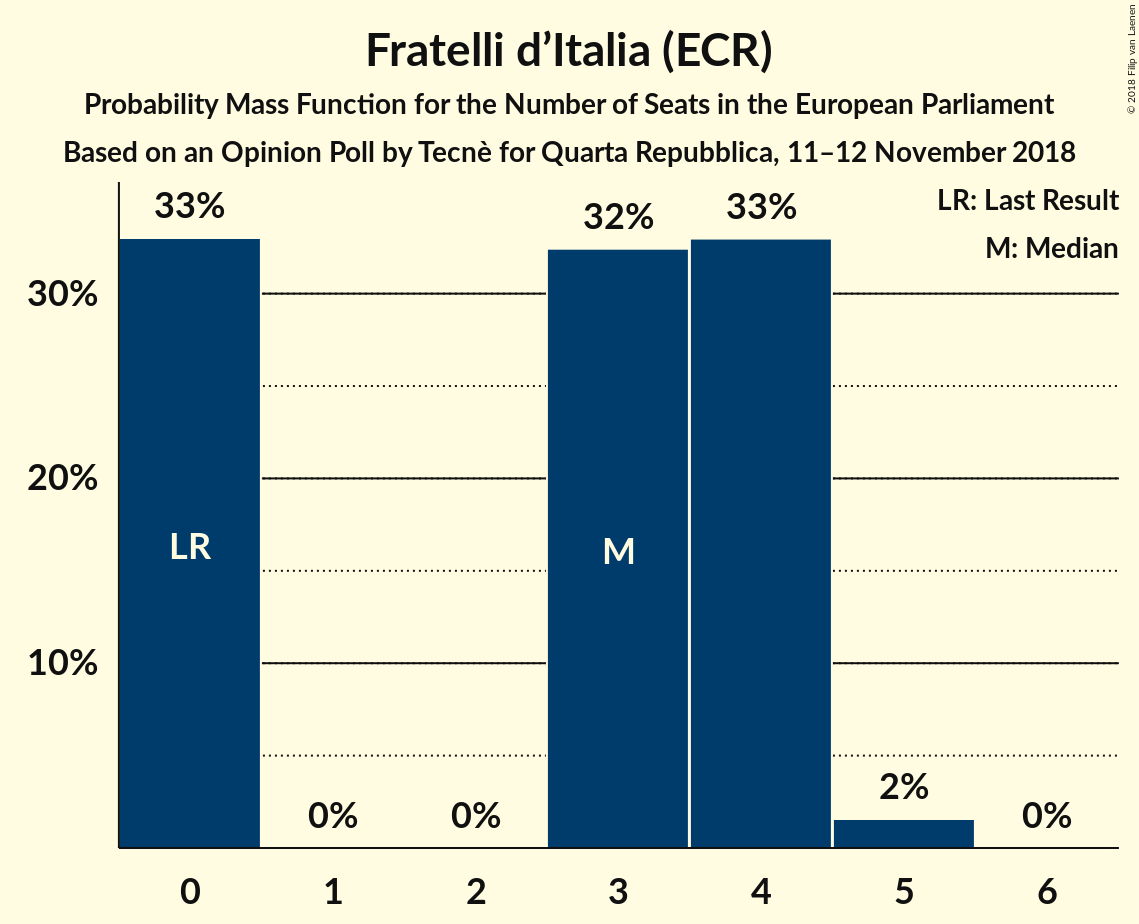 Fratelli d’Italia (ECR)
Probability Mass Function for the Number of Seats in the European Parliament
Based on an Opinion Poll by Tecnè for Quarta Repubblica, 11–12 November 2018
© 2018 Filip van Laenen
LR: Last Result
M: Median
33%
0%
0%
32%
33%
2%
0%
30%
20%
10%
LR
M
0
1
2
3
4
5
6